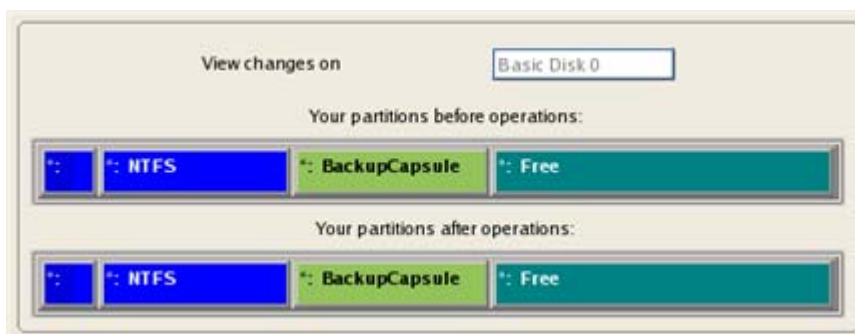 View changes on Basic Disk 0
Your partitions before operations:
*: *: NTFS *: BackupCapsule *: Free
Your partitions after operations:
*: *: NTFS *: BackupCapsule *: Free